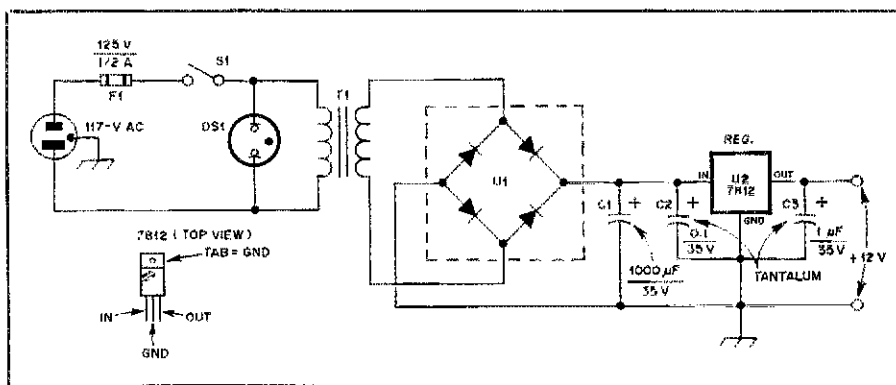 125 V
1/2 A
F1
S1
T1
117-V AC
DS1
U1
REG.
IN
U2
7812
OUT
GND
C1
+
C2
+
C3
+
0.1
35 V
1 µF
35 V
1000 µF
35 V
TANTALUM
+12 V
7812 (TOP VIEW)
TAB = GND
IN
OUT
GND